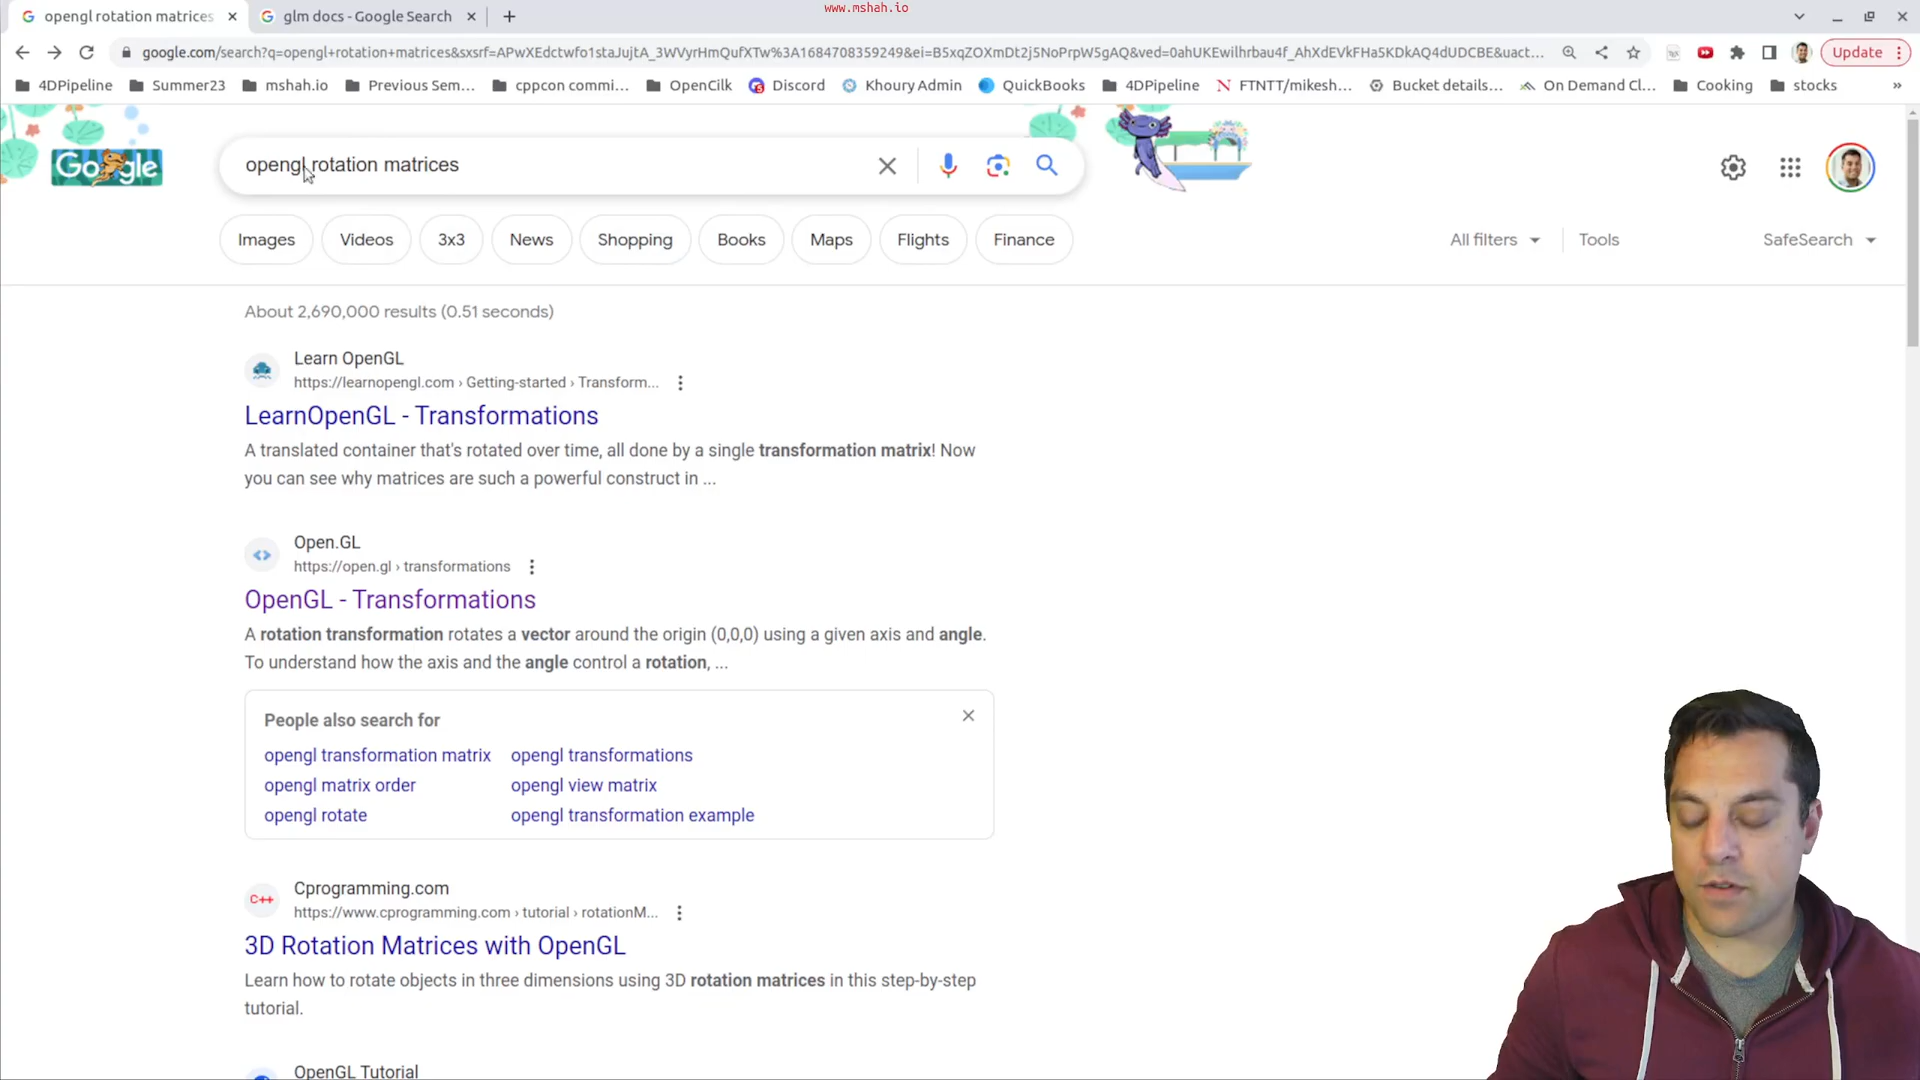 www.mshah.io
opengl rotation matrices
glm docs - Google Search
google.com/search?q=opengl+rotation+matrices&sxsrf=APwXEdctwfo1staJujtA_3WVyrHmQufXTw%3A1684708359249&ei=B5xqZOXmDt2j5NoPrpW5gAQ&ved=0ahUKEwilhrbau4f_AhXdEVkFHa5KDkAQ4dUDCBE&uact...
Update
4DPipeline
Summer23
mshah.io
Previous Sem...
cppcon commi...
OpenCilk
Discord
Khoury Admin
QuickBooks
4DPipeline
FTNTT/mikesh...
Bucket details...
On Demand Cl...
Cooking
stocks
»
Google
opengl rotation matrices
Images
Videos
3x3
News
Shopping
Books
Maps
Flights
Finance
All filters
Tools
SafeSearch
About 2,690,000 results (0.51 seconds)
Learn OpenGL
https://learnopengl.com › Getting-started › Transform...
LearnOpenGL - Transformations
A translated container that's rotated over time, all done by a single transformation matrix! Now
you can see why matrices are such a powerful construct in ...
Open.GL
https://open.gl › transformations
OpenGL - Transformations
A rotation transformation rotates a vector around the origin (0,0,0) using a given axis and angle.
To understand how the axis and the angle control a rotation, ...
People also search for
opengl transformation matrix
opengl transformations
opengl matrix order
opengl view matrix
opengl rotate
opengl transformation example
Cprogramming.com
C++
https://www.cprogramming.com › tutorial › rotationM...
3D Rotation Matrices with OpenGL
Learn how to rotate objects in three dimensions using 3D rotation matrices in this step-by-step
tutorial.
OpenGL Tutorial